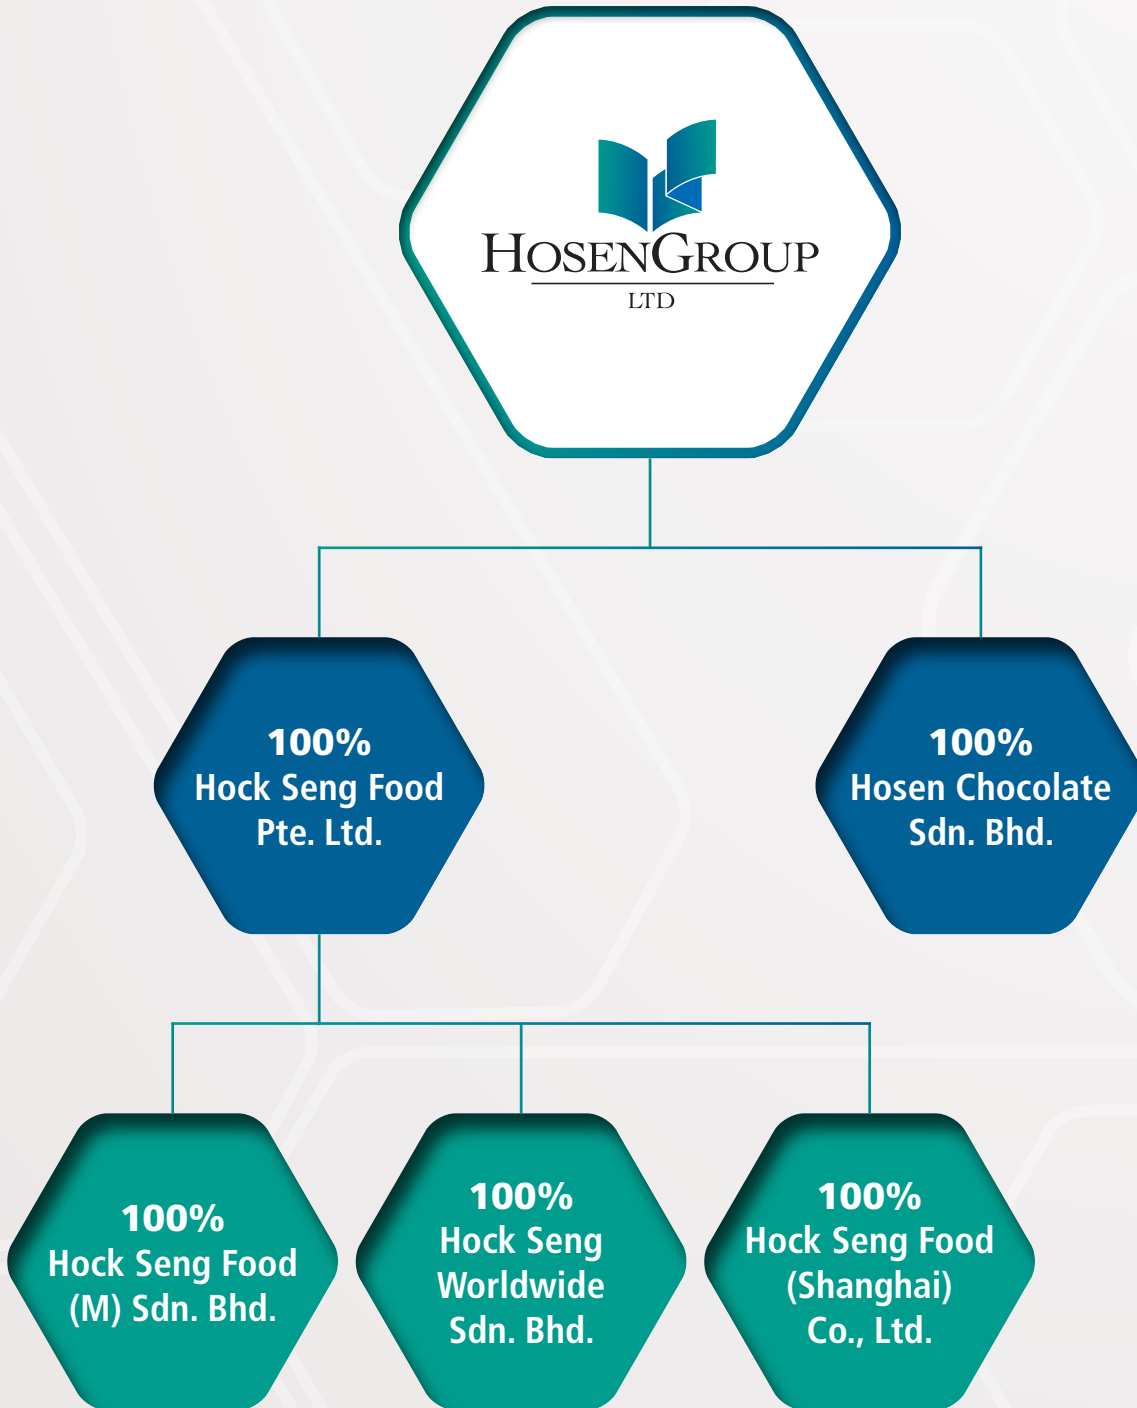 HOSENGROUP
LTD
100%
Hock Seng Food
Pte. Ltd.
100%
Hosen Chocolate
Sdn. Bhd.
100%
Hock Seng Food
(M) Sdn. Bhd.
100%
Hock Seng
Worldwide
Sdn. Bhd.
100%
Hock Seng Food
(Shanghai)
Co., Ltd.